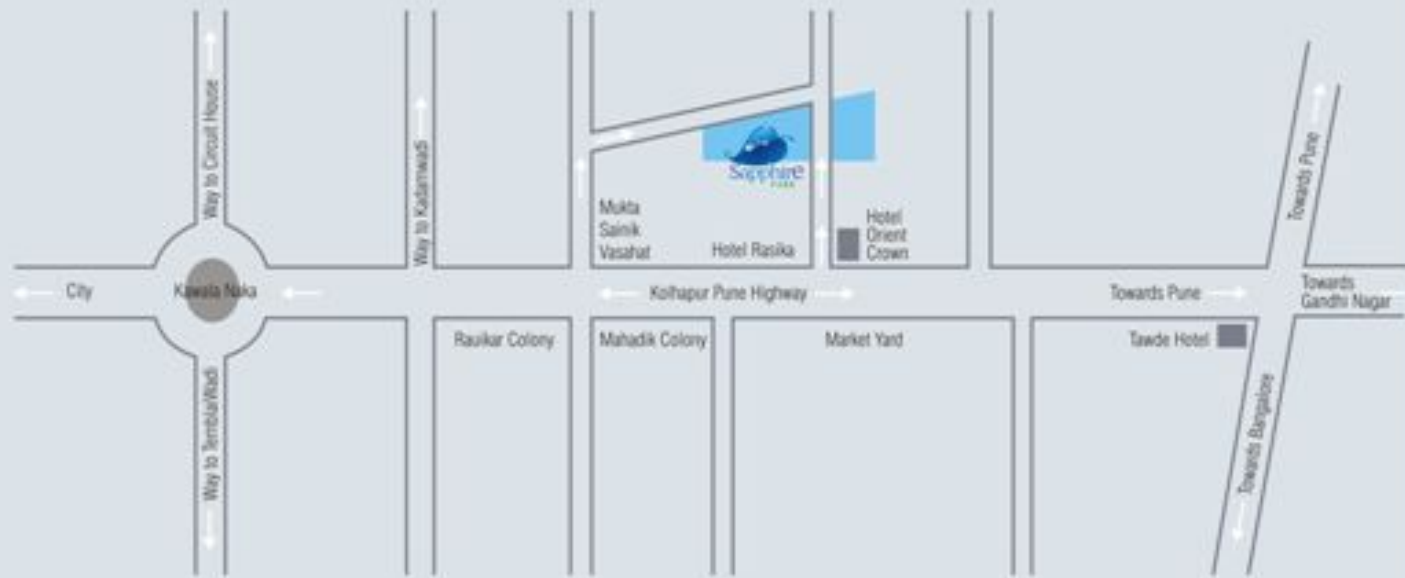 Way to Circuit House
Way to Kadamwadi
Sapphire
PARK
Towards Pune
Mukta
Sainik
Vasahat
Hotel Rasika
Hotel
Orient
Crown
City
Kawala Naka
Kolhapur Pune Highway
Towards Pune
Towards
Gandhi Nagar
Rauikar Colony
Mahadik Colony
Market Yard
Tawde Hotel
Way to TemblaiWadi
Towards Bangalore